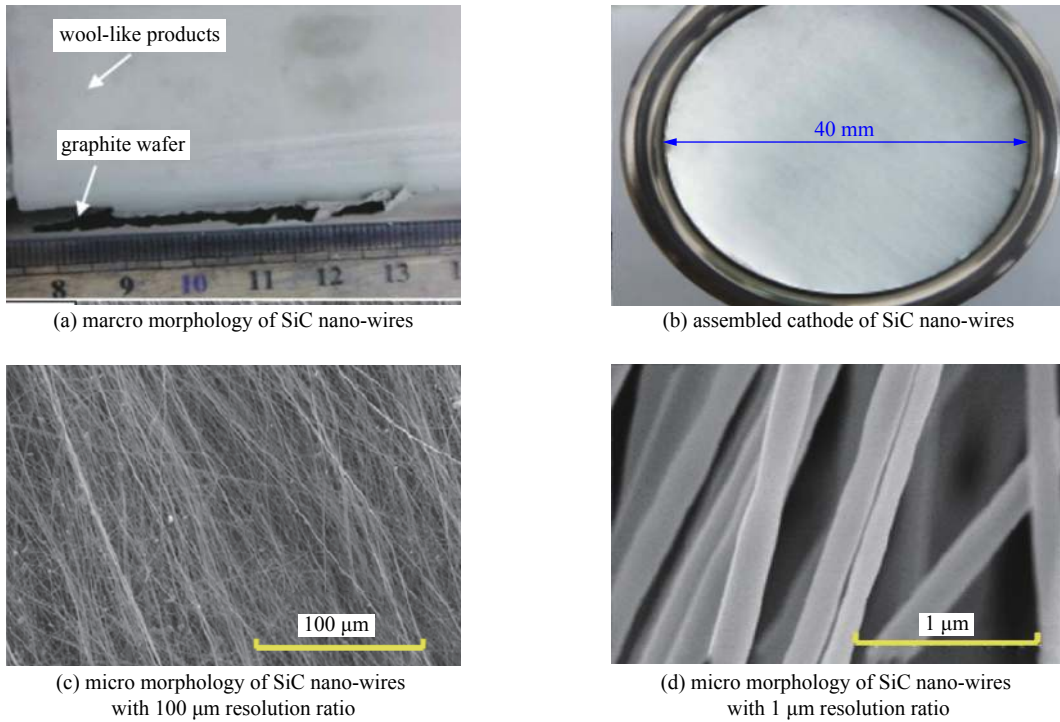 wool-like products
graphite wafer
8 9 10 11 12 13
(a) marcro morphology of SiC nano-wires
40 mm
(b) assembled cathode of SiC nano-wires
100 μm
(c) micro morphology of SiC nano-wires
with 100 μm resolution ratio
1 μm
(d) micro morphology of SiC nano-wires
with 1 μm resolution ratio